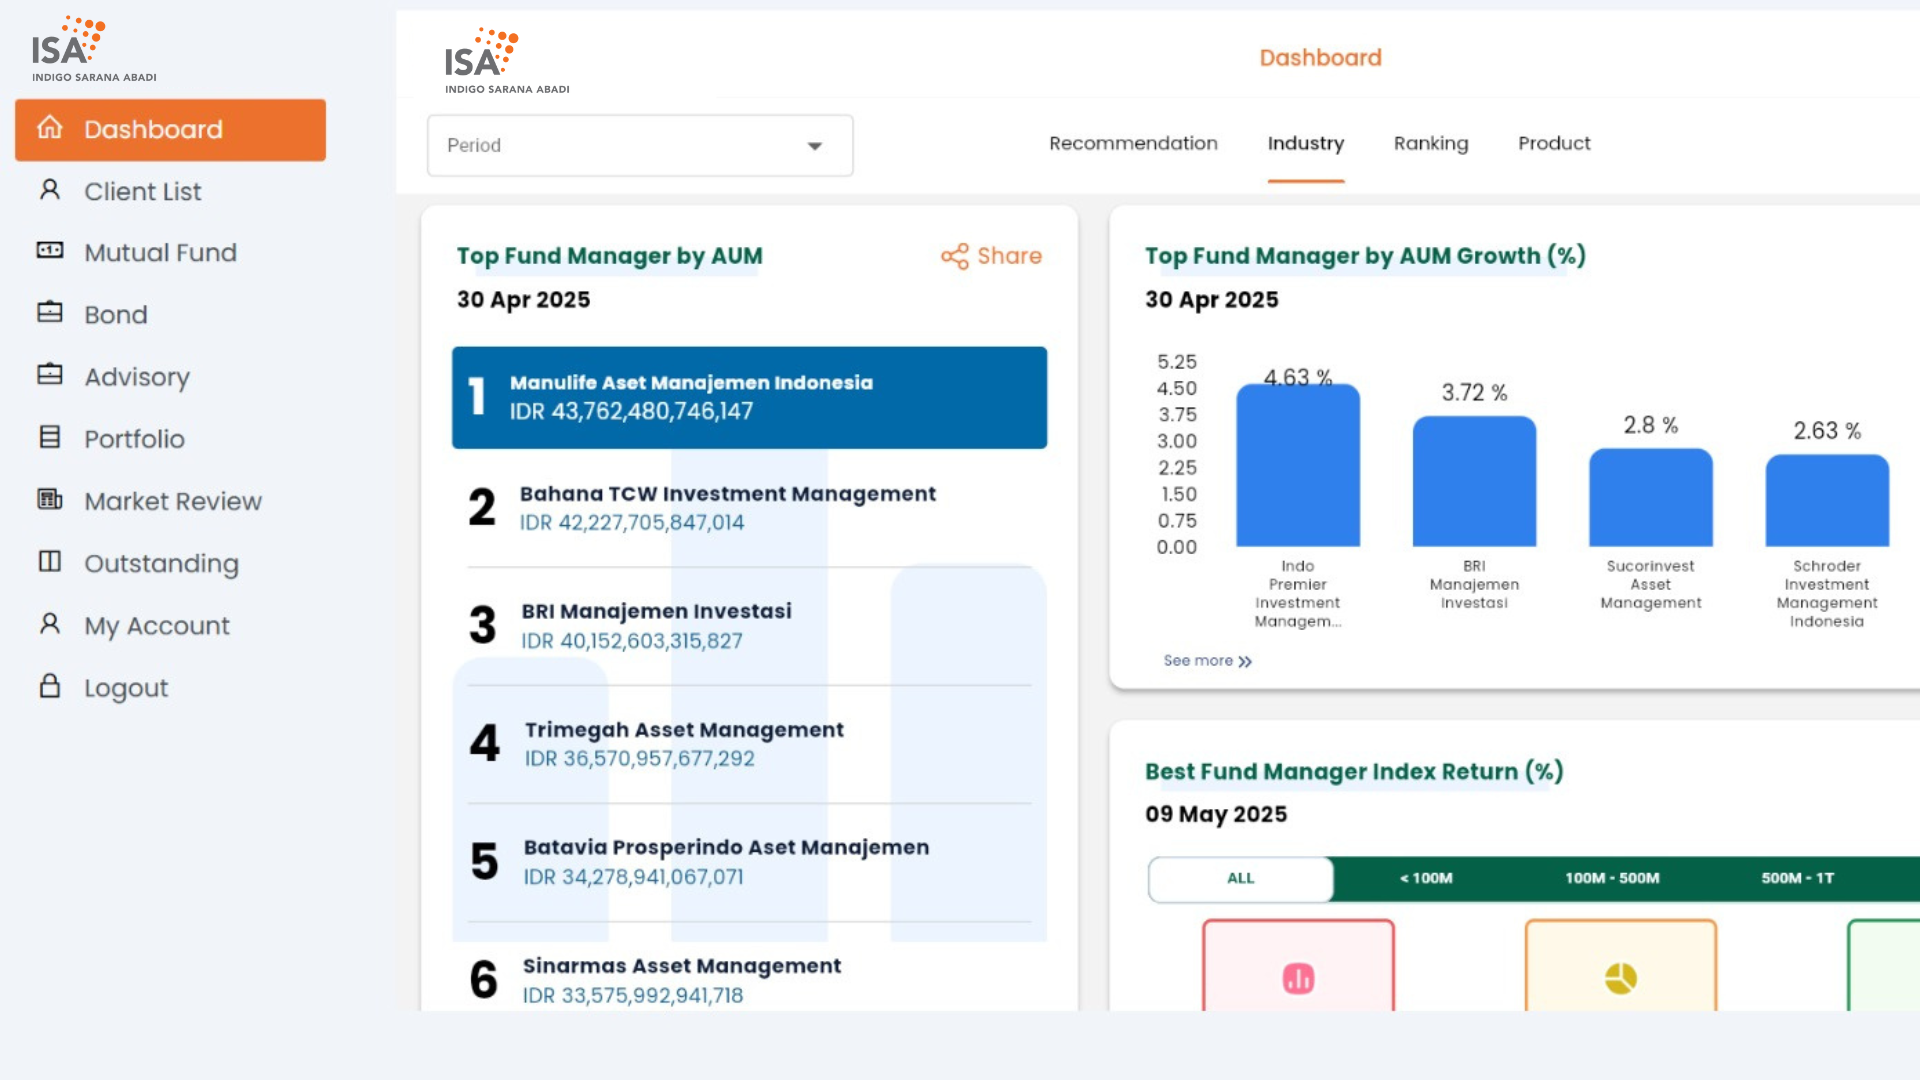 ISA
INDIGO SARANA ABADI
Dashboard
Client List
Mutual Fund
Bond
Advisory
Portfolio
Market Review
Outstanding
My Account
Logout
ISA
INDIGO SARANA ABADI
Dashboard
Period
Recommendation
Industry
Ranking
Product
Top Fund Manager by AUM
Share
30 Apr 2025
1
Manulife Aset Manajemen Indonesia
IDR 43,762,480,746,147
2
Bahana TCW Investment Management
IDR 42,227,705,847,014
3
BRI Manajemen Investasi
IDR 40,152,603,315,827
4
Trimegah Asset Management
IDR 36,570,957,677,292
5
Batavia Prosperindo Aset Manajemen
IDR 34,278,941,067,071
6
Sinarmas Asset Management
IDR 33,575,992,941,718
Top Fund Manager by AUM Growth (%)
30 Apr 2025
5.25
4.50
3.75
3.00
2.25
1.50
0.75
0.00
4.63 %
3.72 %
2.8 %
2.63 %
Indo
Premier
Investment
Managem...
BRI
Manajemen
Investasi
Sucorinvest
Asset
Management
Schroder
Investment
Management
Indonesia
See more
Best Fund Manager Index Return (%)
09 May 2025
ALL
< 100M
100M - 500M
500M - 1T